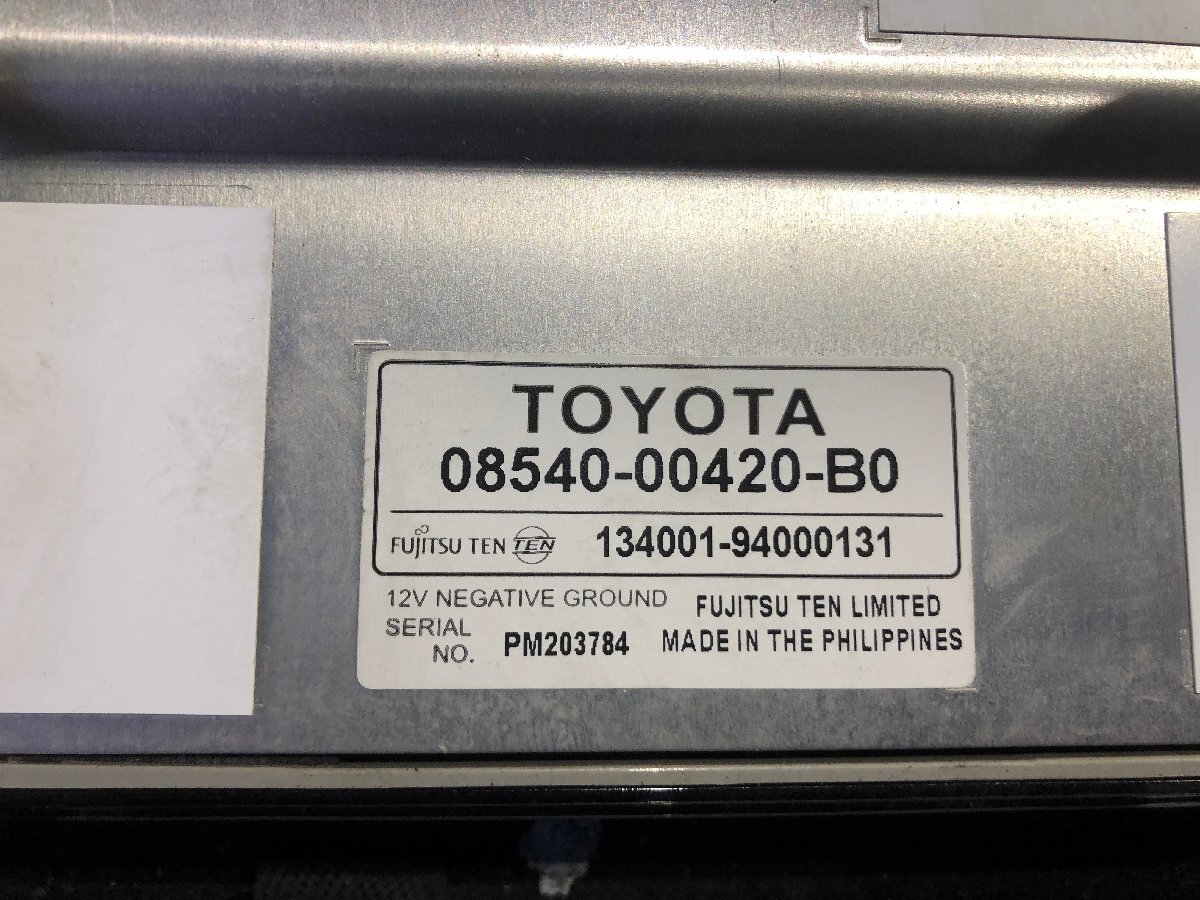 TOYOTA
08540-00420-B0
FUJITSU TEN TEN 134001-94000131
12V NEGATIVE GROUND FUJITSU TEN LIMITED
SERIAL
NO. PM203784 MADE IN THE PHILIPPINES